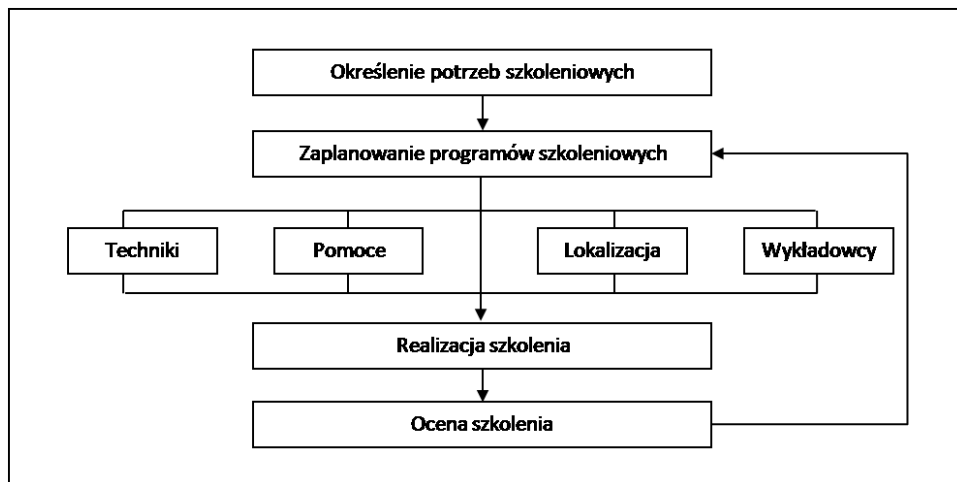 Określenie potrzeb szkoleniowych
Zaplanowanie programów szkoleniowych
Techniki
Pomoce
Lokalizacja
Wykładowcy
Realizacja szkolenia
Ocena szkolenia